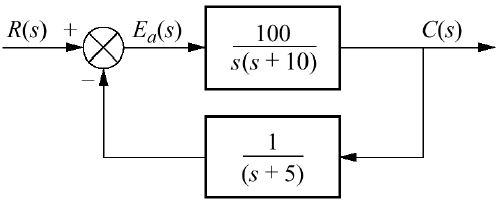 R(s) + E_a(s) 100 C(s)
s(s + 10)
−
1
(s + 5)